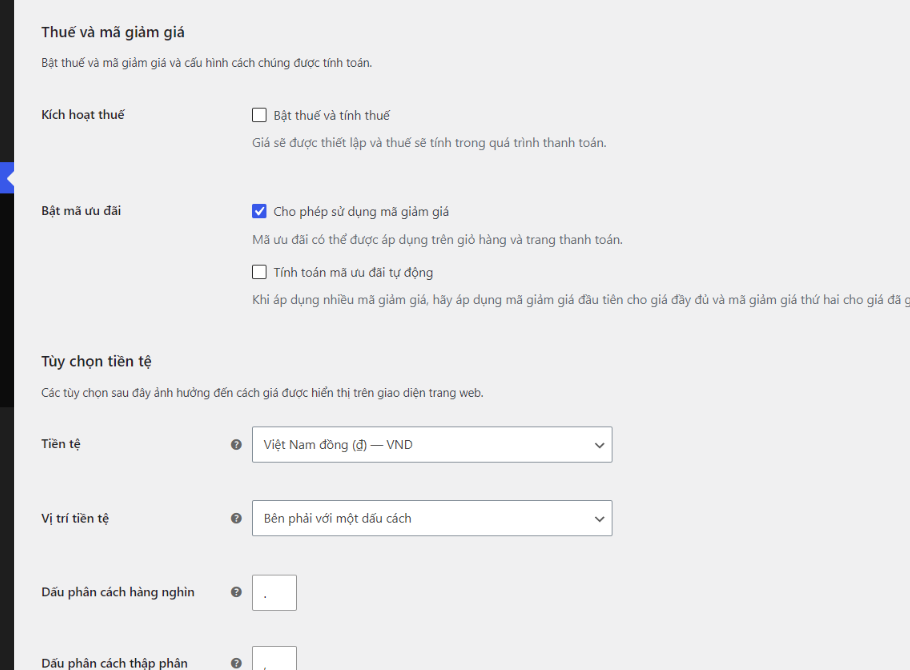 Thuế và mã giảm giá
Bật thuế và mã giảm giá và cấu hình cách chúng được tính toán.
Kích hoạt thuế
Bật thuế và tính thuế
Giá sẽ được thiết lập và thuế sẽ tính trong quá trình thanh toán.
Bật mã ưu đãi
Cho phép sử dụng mã giảm giá
Mã ưu đãi có thể được áp dụng trên giỏ hàng và trang thanh toán.
Tính toán mã ưu đãi tự động
Khi áp dụng nhiều mã giảm giá, hãy áp dụng mã giảm giá đầu tiên cho giá đầy đủ và mã giảm giá thứ hai cho giá đã
Tùy chọn tiền tệ
Các tùy chọn sau đây ảnh hưởng đến cách giá được hiển thị trên giao diện trang web.
Tiền tệ
Việt Nam đồng (₫) — VND
Vị trí tiền tệ
Bên phải với một dấu cách
Dấu phân cách hàng nghìn
.
Dấu phân cách thập phân
,